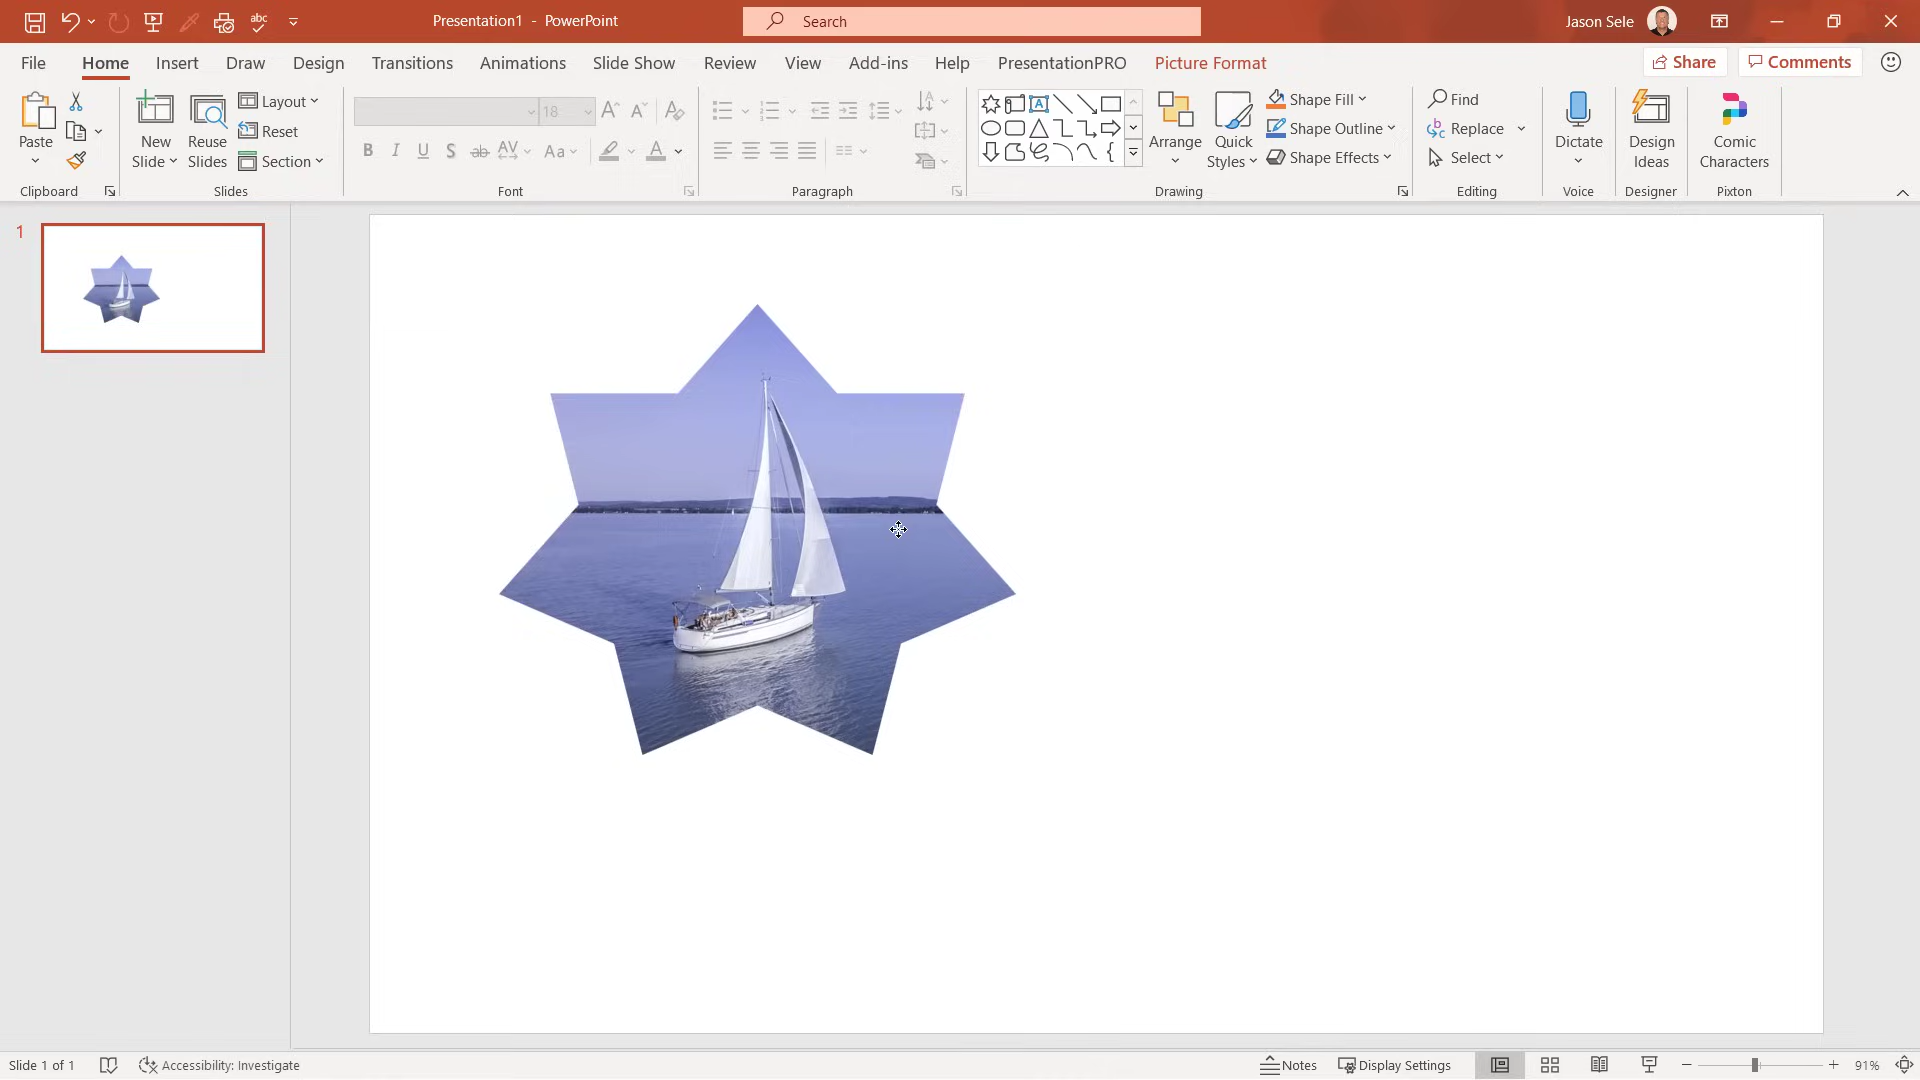 Presentation1 - PowerPoint
Search
Jason Sele
File Home Insert Draw Design Transitions Animations Slide Show Review View Add-ins Help PresentationPRO Picture Format
Share Comments
Paste
New Slide
Reuse Slides
Layout
Reset
Section
18
B I U S ab AV Aa A
Arrange
Quick Styles
Shape Fill
Shape Outline
Shape Effects
Find
Replace
Select
Dictate
Design Ideas
Comic Characters
Clipboard Slides Font Paragraph Drawing Editing Voice Designer Pixton
1
Slide 1 of 1 Accessibility: Investigate Notes Display Settings 91%